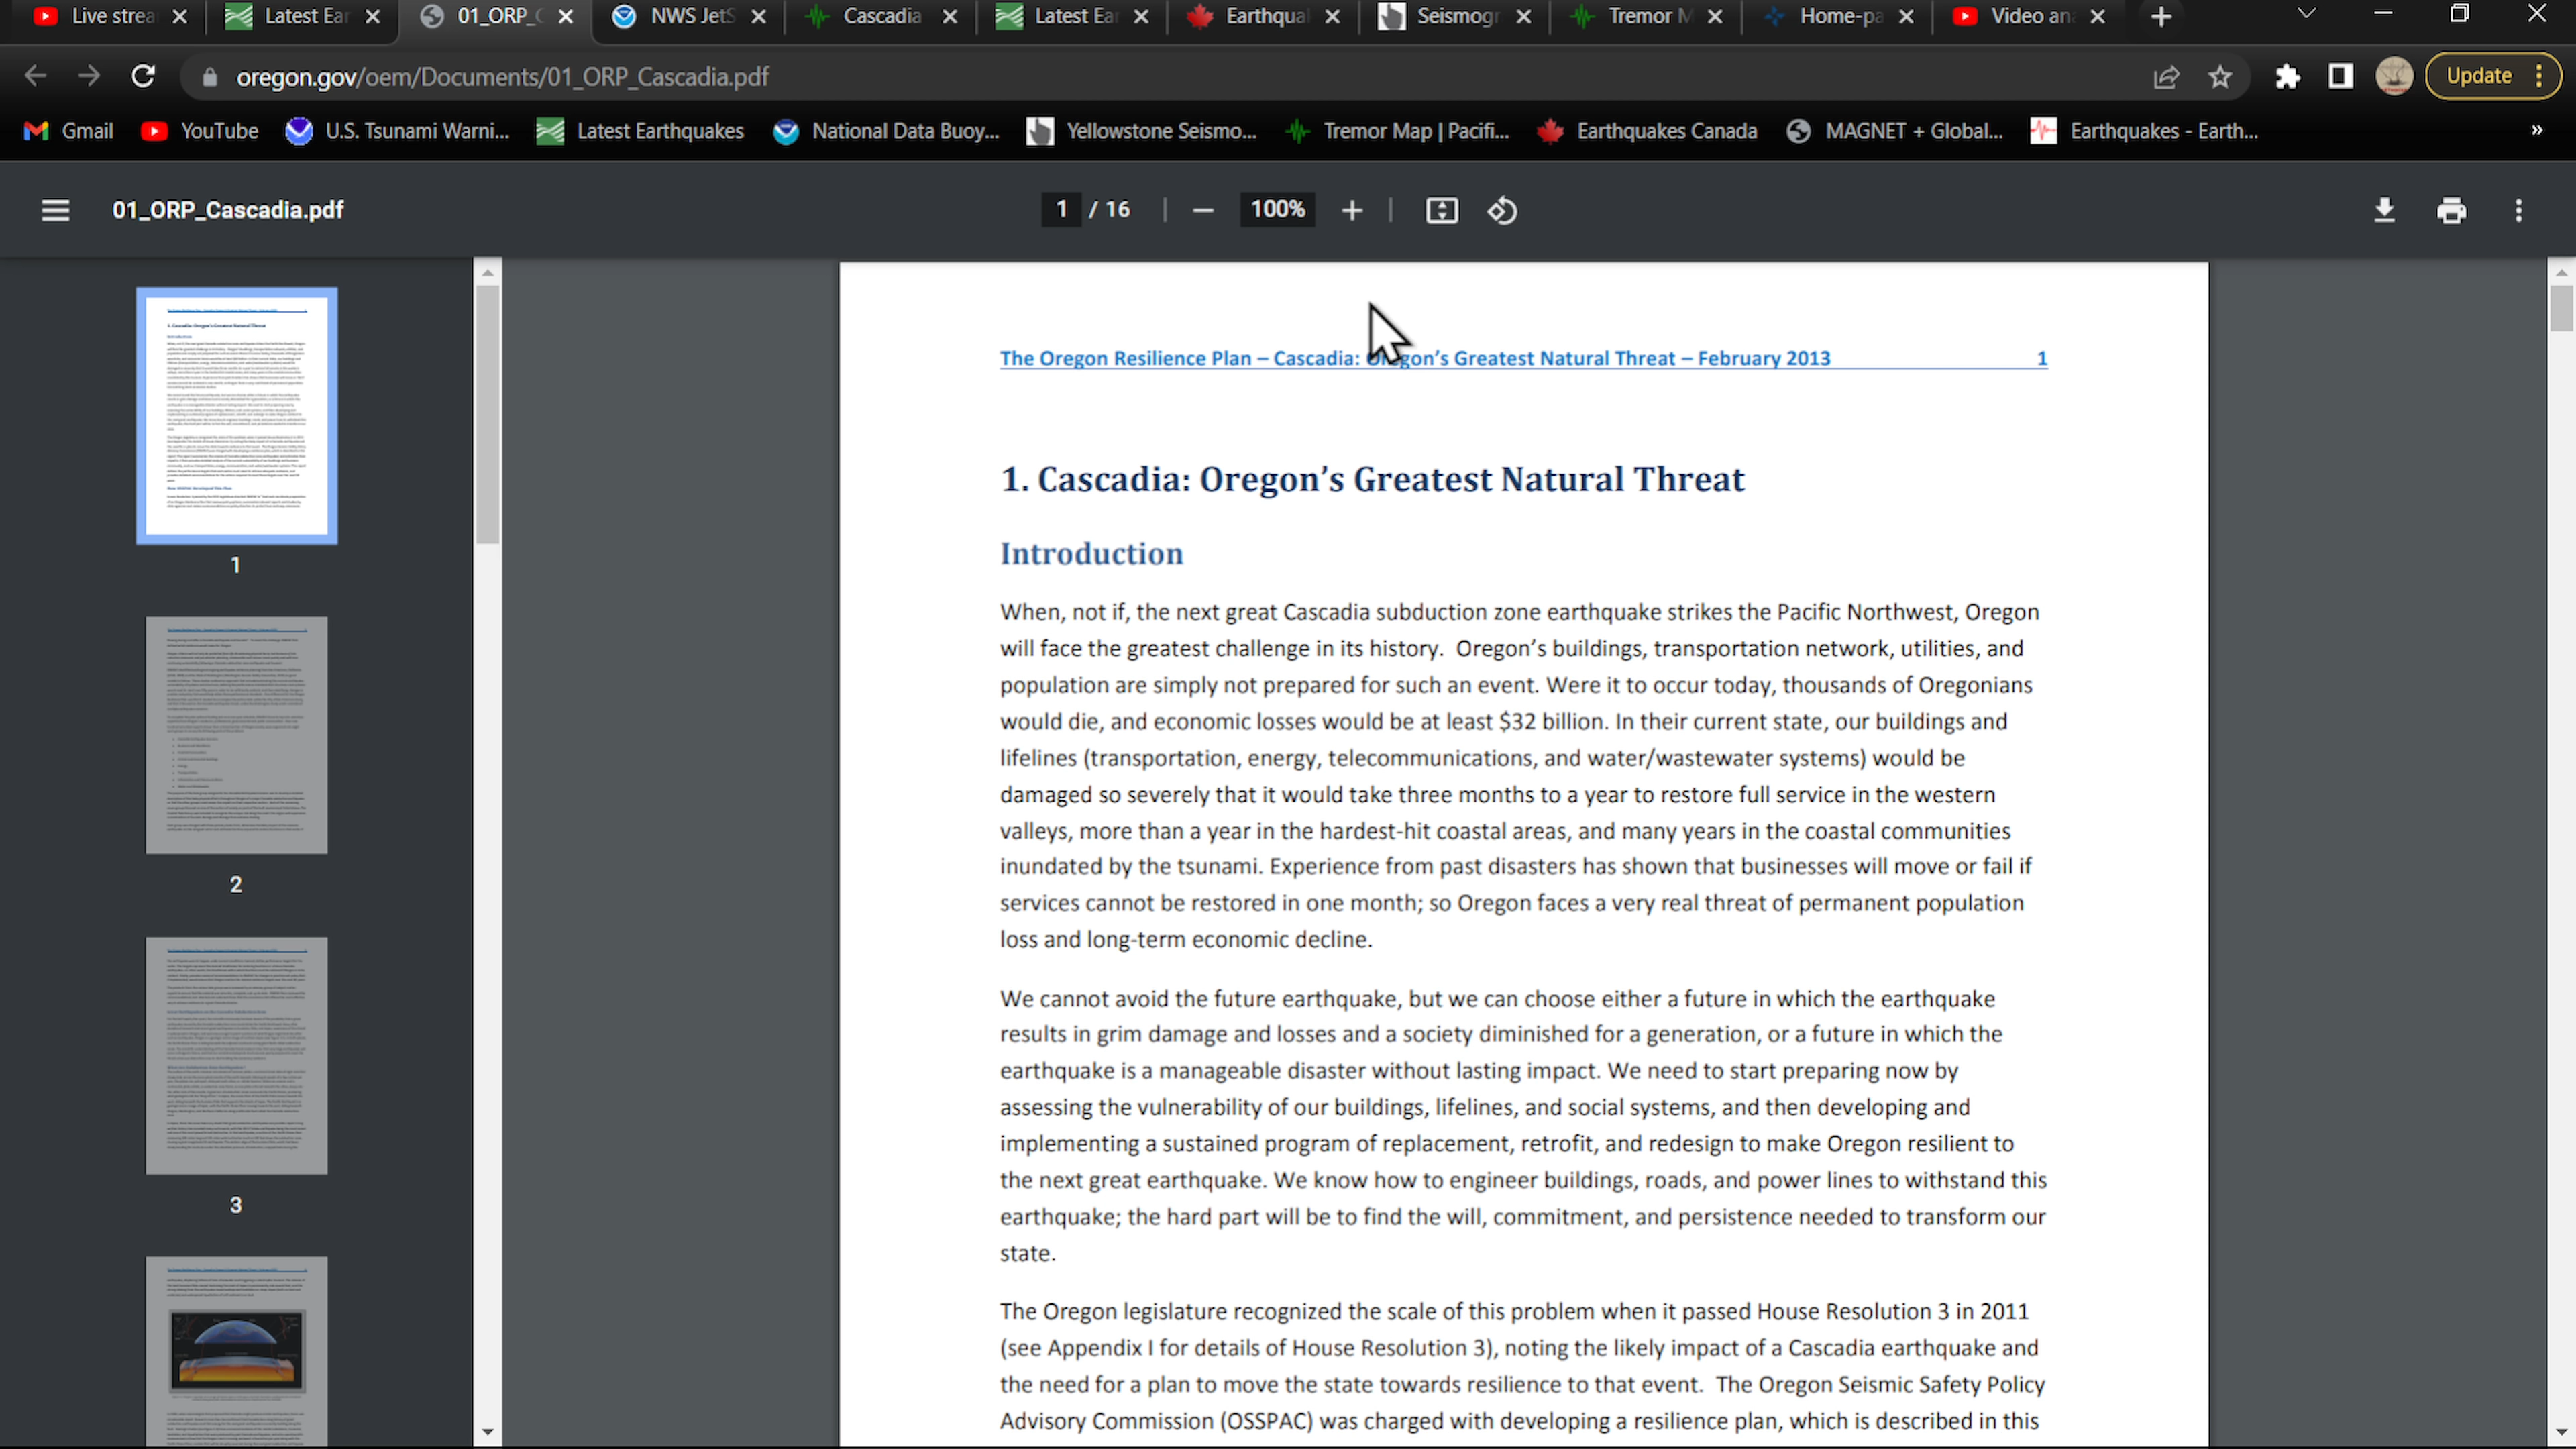 Live strea
Latest Ear
01_ORP_C
NWS JetS
Cascadia
Latest Ear
Earthqua
Seismogr
Tremor M
Home-pa
Video an
oregon.gov/oem/Documents/01_ORP_Cascadia.pdf
Update
Gmail
YouTube
U.S. Tsunami Warni...
Latest Earthquakes
National Data Buoy...
Yellowstone Seismo...
Tremor Map | Pacifi...
Earthquakes Canada
MAGNET + Global...
Earthquakes - Earth...
»
01_ORP_Cascadia.pdf
1 / 16
100%
1
2
3
The Oregon Resilience Plan – Cascadia: Oregon's Greatest Natural Threat – February 2013 1
1. Cascadia: Oregon's Greatest Natural Threat
Introduction
When, not if, the next great Cascadia subduction zone earthquake strikes the Pacific Northwest, Oregon
will face the greatest challenge in its history. Oregon's buildings, transportation network, utilities, and
population are simply not prepared for such an event. Were it to occur today, thousands of Oregonians
would die, and economic losses would be at least $32 billion. In their current state, our buildings and
lifelines (transportation, energy, telecommunications, and water/wastewater systems) would be
damaged so severely that it would take three months to a year to restore full service in the western
valleys, more than a year in the hardest-hit coastal areas, and many years in the coastal communities
inundated by the tsunami. Experience from past disasters has shown that businesses will move or fail if
services cannot be restored in one month; so Oregon faces a very real threat of permanent population
loss and long-term economic decline.
We cannot avoid the future earthquake, but we can choose either a future in which the earthquake
results in grim damage and losses and a society diminished for a generation, or a future in which the
earthquake is a manageable disaster without lasting impact. We need to start preparing now by
assessing the vulnerability of our buildings, lifelines, and social systems, and then developing and
implementing a sustained program of replacement, retrofit, and redesign to make Oregon resilient to
the next great earthquake. We know how to engineer buildings, roads, and power lines to withstand this
earthquake; the hard part will be to find the will, commitment, and persistence needed to transform our
state.
The Oregon legislature recognized the scale of this problem when it passed House Resolution 3 in 2011
(see Appendix I for details of House Resolution 3), noting the likely impact of a Cascadia earthquake and
the need for a plan to move the state towards resilience to that event. The Oregon Seismic Safety Policy
Advisory Commission (OSSPAC) was charged with developing a resilience plan, which is described in this